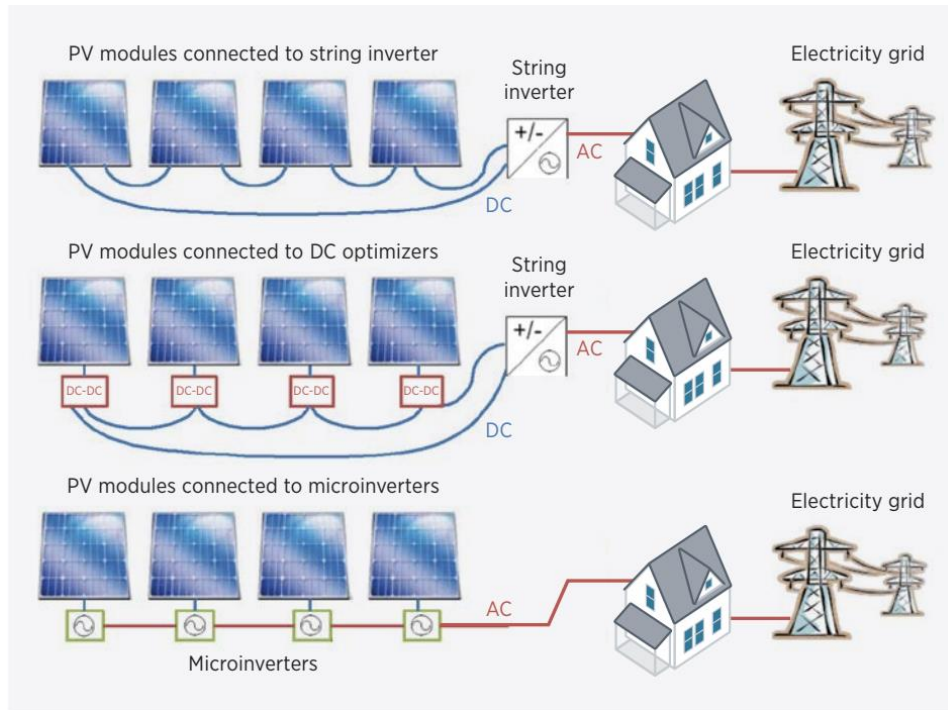 PV modules connected to string inverter
String
inverter
Electricity grid
+/-
AC
DC
PV modules connected to DC optimizers
String
inverter
Electricity grid
+/-
AC
DC-DC
DC-DC
DC-DC
DC-DC
DC
PV modules connected to microinverters
Electricity grid
AC
Microinverters